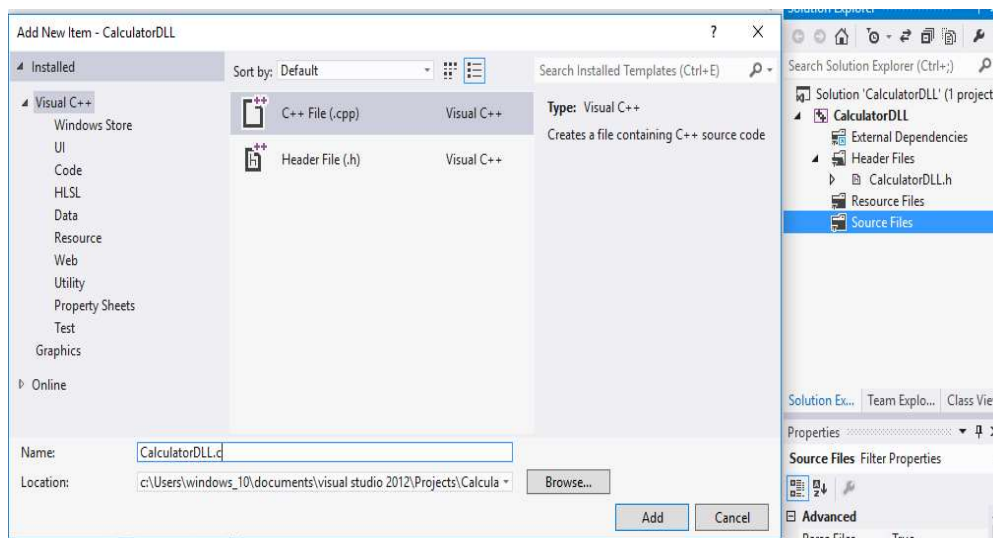 Add New Item - CalculatorDLL ? X
Installed
Sort by: Default
Search Installed Templates (Ctrl+E)
Visual C++
Windows Store
UI
Code
HLSL
Data
Resource
Web
Utility
Property Sheets
Test
Graphics
Online
C++ File (.cpp) Visual C++
Header File (.h) Visual C++
Type: Visual C++
Creates a file containing C++ source code
Name: CalculatorDLL.c
Location: c:\Users\windows_10\documents\visual studio 2012\Projects\Calcula
Browse...
Add Cancel
Solution Explorer
Search Solution Explorer (Ctrl+;)
Solution 'CalculatorDLL' (1 project
CalculatorDLL
External Dependencies
Header Files
CalculatorDLL.h
Resource Files
Source Files
Solution Ex... Team Explo... Class Vie
Properties
Source Files Filter Properties
Advanced